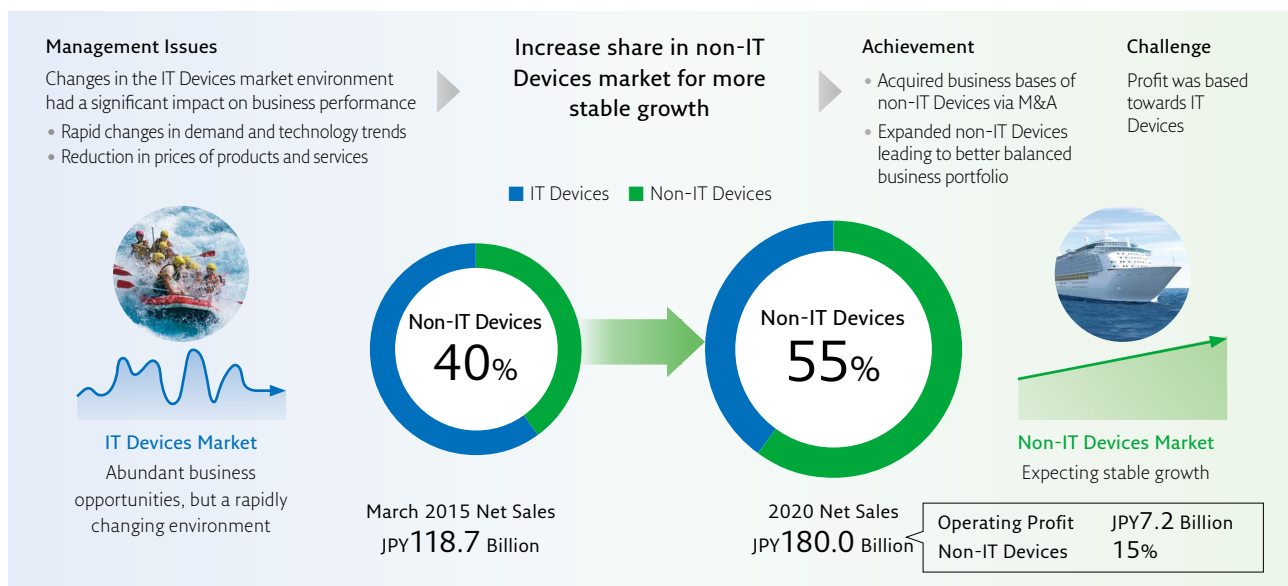 Management Issues
Changes in the IT Devices market environment
had a significant impact on business performance
• Rapid changes in demand and technology trends
• Reduction in prices of products and services
Increase share in non-IT
Devices market for more
stable growth
Achievement
• Acquired business bases of
non-IT Devices via M&A
• Expanded non-IT Devices
leading to better balanced
business portfolio
Challenge
Profit was based
towards IT
Devices
IT Devices
Non-IT Devices
Non-IT Devices
40%
Non-IT Devices
55%
IT Devices Market
Abundant business
opportunities, but a rapidly
changing environment
March 2015 Net Sales
JPY118.7 Billion
2020 Net Sales
JPY180.0 Billion
Non-IT Devices Market
Expecting stable growth
Operating Profit JPY7.2 Billion
Non-IT Devices 15%